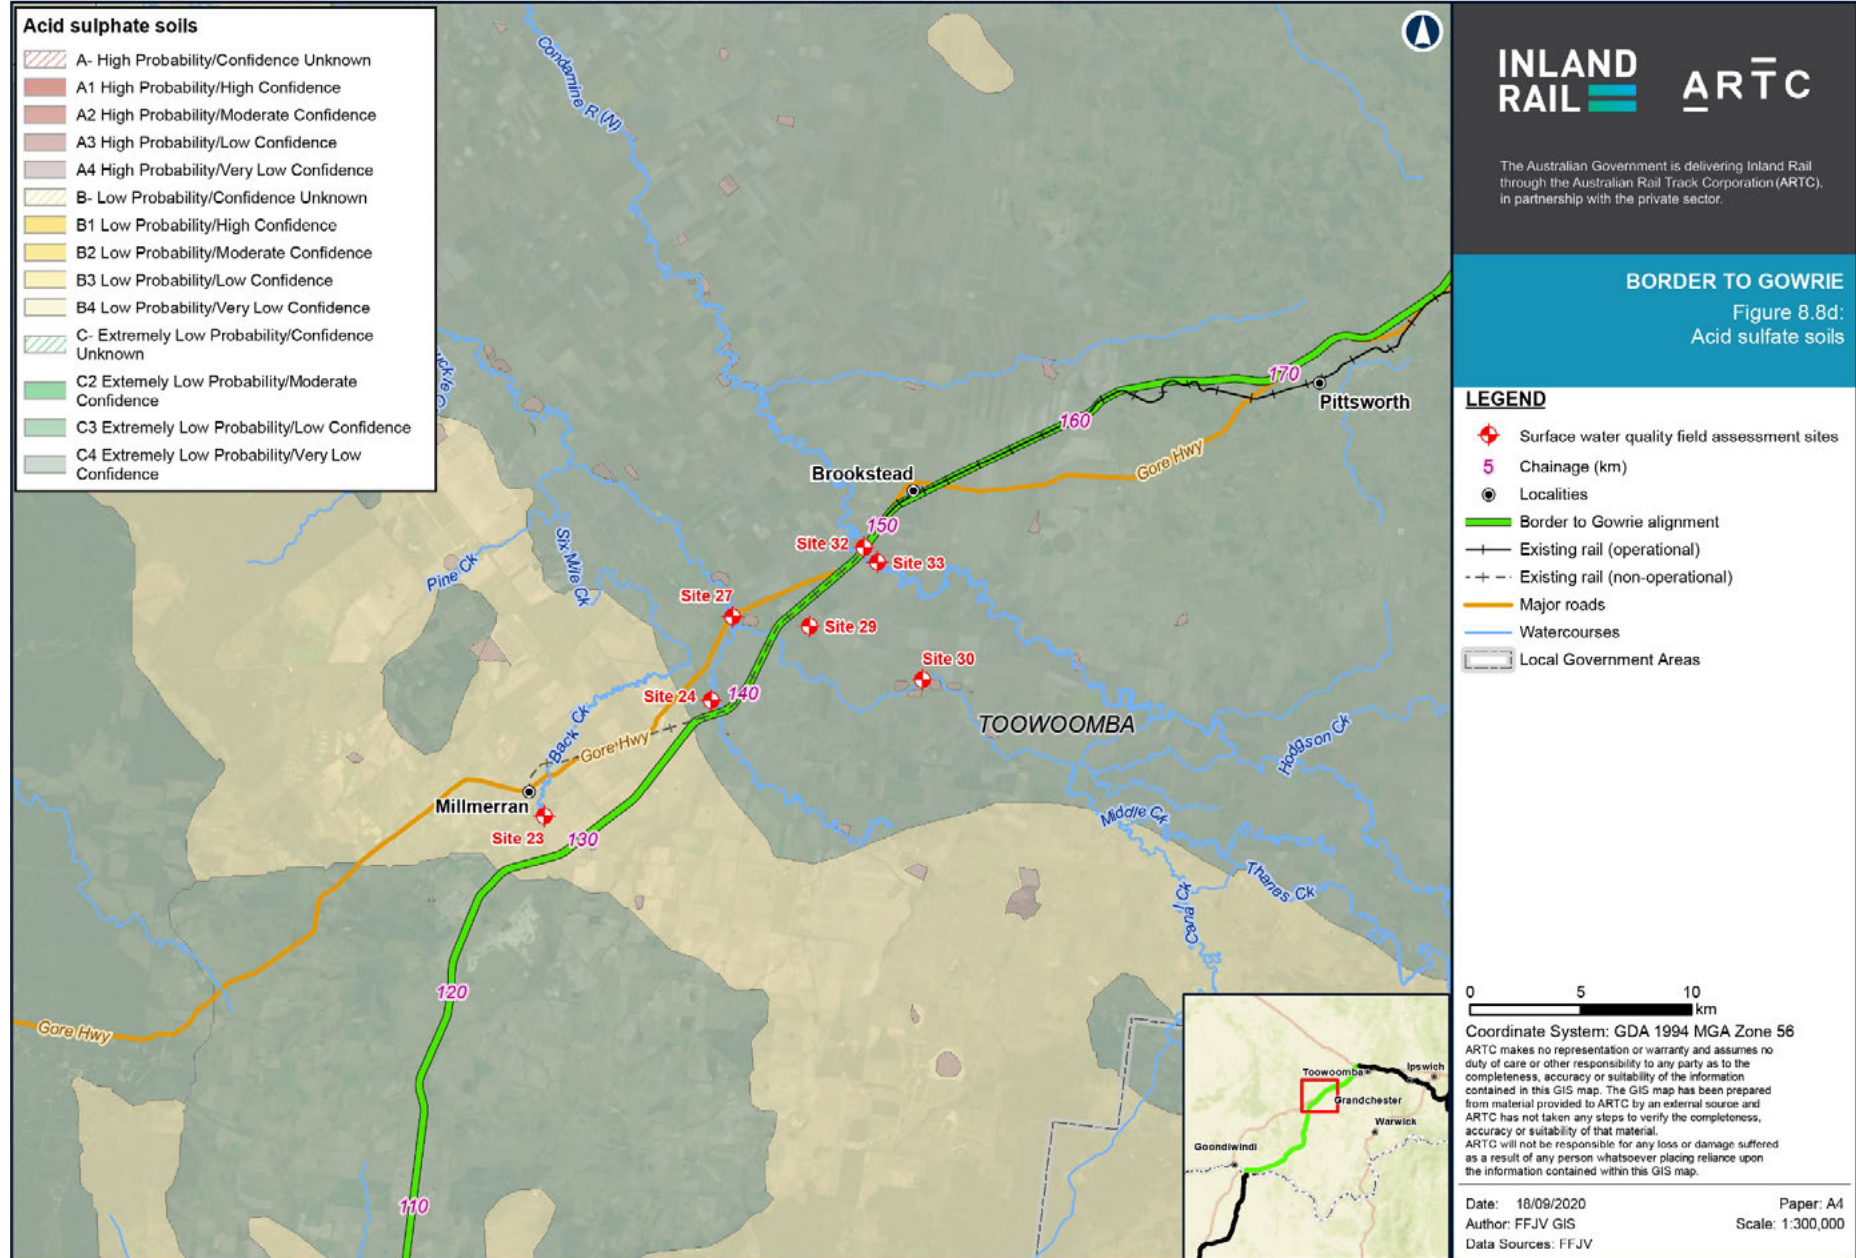 Acid sulphate soils
A- High Probability/Confidence Unknown
A1 High Probability/High Confidence
A2 High Probability/Moderate Confidence
A3 High Probability/Low Confidence
A4 High Probability/Very Low Confidence
B- Low Probability/Confidence Unknown
B1 Low Probability/High Confidence
B2 Low Probability/Moderate Confidence
B3 Low Probability/Low Confidence
B4 Low Probability/Very Low Confidence
C- Extremely Low Probability/Confidence
Unknown
C2 Extemely Low Probability/Moderate
Confidence
C3 Extremely Low Probability/Low Confidence
C4 Extremely Low Probability/Very Low
Confidence
Condamine R (N)
170
Pittsworth
160
Gore Hwy
Brookstead
150
Site 32
Site 33
Six Mile Ck
Pine Ck
Site 27
Site 29
Site 30
Site 24
140
TOOWOOMBA
Back Ck
Gore Hwy
Hodgson Ck
Millmerran
Site 23
130
Middle Ck
Thanes Ck
Canal Ck
120
Gore Hwy
110
Toowoomba
Ipswich
Grandchester
Warwick
Goondiwindi
INLAND
RAIL
ARTC
The Australian Government is delivering Inland Rail
through the Australian Rail Track Corporation (ARTC),
in partnership with the private sector.
BORDER TO GOWRIE
Figure 8.8d:
Acid sulfate soils
LEGEND
Surface water quality field assessment sites
5 Chainage (km)
Localities
Border to Gowrie alignment
Existing rail (operational)
Existing rail (non-operational)
Major roads
Watercourses
Local Government Areas
0 5 10
km
Coordinate System: GDA 1994 MGA Zone 56
ARTC makes no representation or warranty and assumes no
duty of care or other responsibility to any party as to the
completeness, accuracy or suitability of the information
contained in this GIS map. The GIS map has been prepared
from material provided to ARTC by an external source and
ARTC has not taken any steps to verify the completeness,
accuracy or suitability of that material.
ARTC will not be responsible for any loss or damage suffered
as a result of any person whatsoever placing reliance upon
the information contained within this GIS map.
Date: 18/09/2020 Paper: A4
Author: FFJV GIS Scale: 1:300,000
Data Sources: FFJV